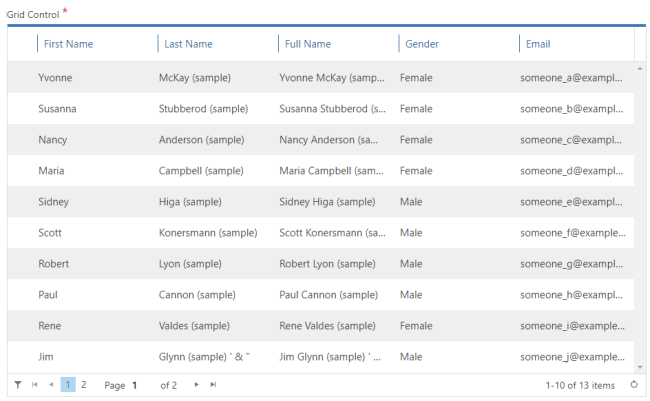 Grid Control *
First Name Last Name Full Name Gender Email
Yvonne McKay (sample) Yvonne McKay (samp... Female someone_a@exampl...
Susanna Stubberod (sample) Susanna Stubberod (s... Female someone_b@exampl...
Nancy Anderson (sample) Nancy Anderson (sa... Female someone_c@exampl...
Maria Campbell (sample) Maria Campbell (sam... Female someone_d@exampl...
Sidney Higa (sample) Sidney Higa (sample) Male someone_e@exampl...
Scott Konersmann (sample) Scott Konersmann (sa... Male someone_f@example...
Robert Lyon (sample) Robert Lyon (sample) Male someone_g@exampl...
Paul Cannon (sample) Paul Cannon (sample) Male someone_h@exampl...
Rene Valdes (sample) Rene Valdes (sample) Female someone_i@example...
Jim Glynn (sample) ' & " Jim Glynn (sample) ' ... Male someone_j@example...
1 2 Page 1 of 2 1-10 of 13 items